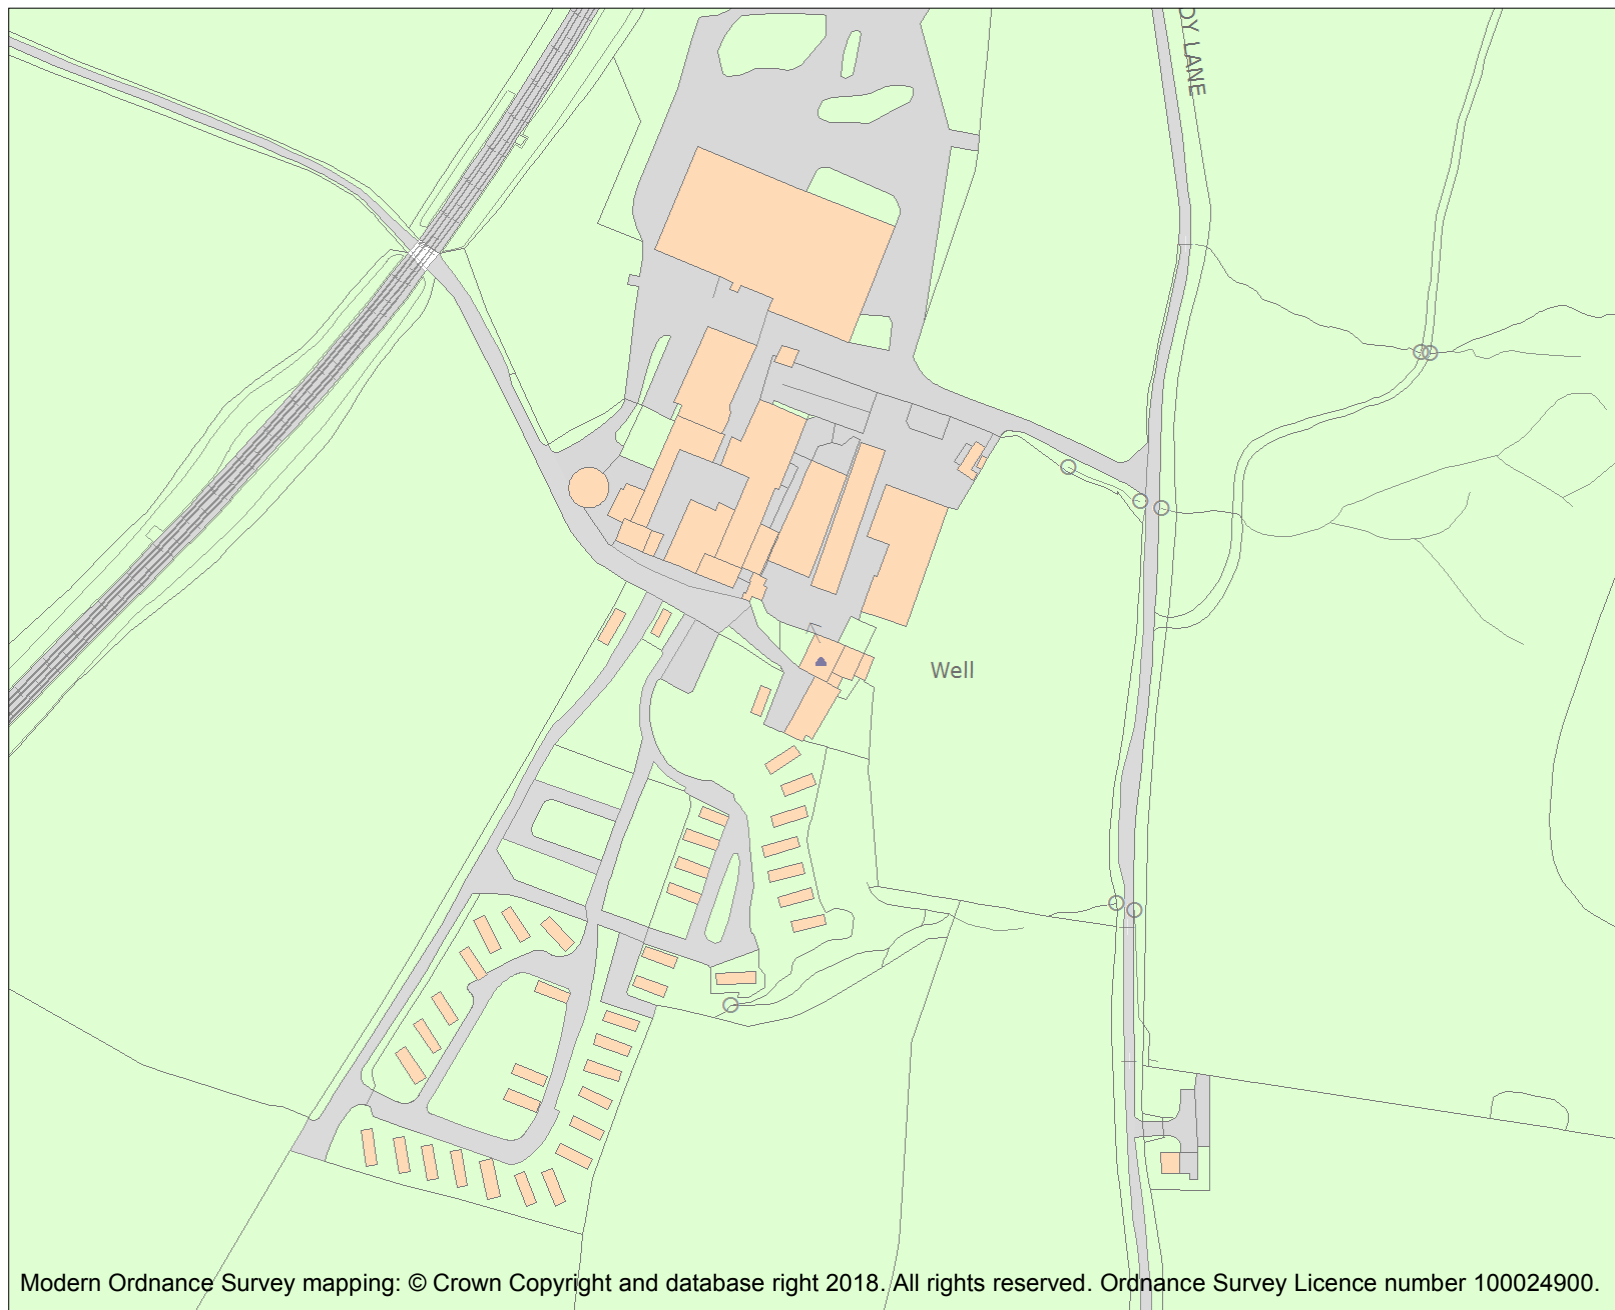 LANE
Well
Modern Ordnance Survey mapping: © Crown Copyright and database right 2018. All rights reserved. Ordnance Survey Licence number 100024900.